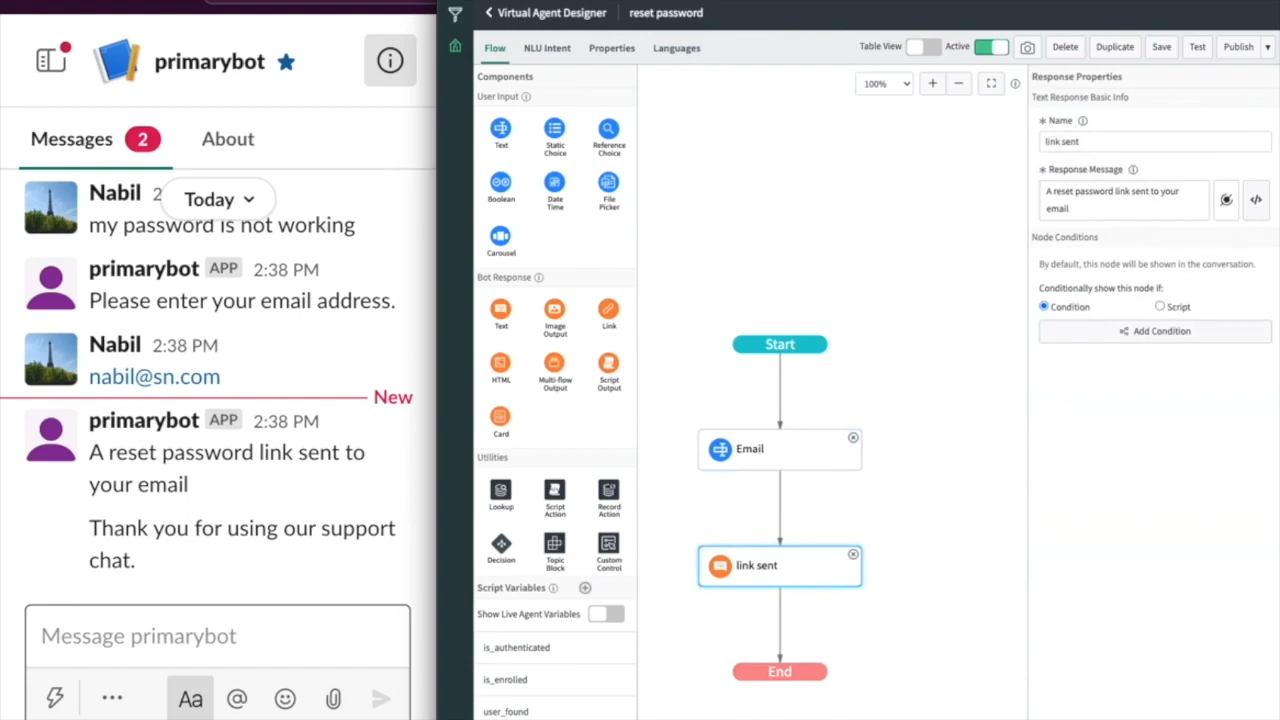 primarybot
Messages 2
About
Nabil 2
Today
my password is not working
primarybot APP 2:38 PM
Please enter your email address.
Nabil 2:38 PM
nabil@sn.com
New
primarybot APP 2:38 PM
A reset password link sent to
your email
Thank you for using our support
chat.
Message primarybot
Aa
Virtual Agent Designer
reset password
Flow
NLU Intent
Properties
Languages
Table View
Active
Delete
Duplicate
Save
Test
Publish
Components
User Input
Text
Static
Choice
Reference
Choice
Boolean
Date
Time
File
Picker
Carousel
Bot Response
Text
Image
Output
Link
HTML
Multi-flow
Output
Script
Output
Card
Utilities
Lookup
Script
Action
Record
Action
Decision
Topic
Block
Custom
Control
Script Variables
Show Live Agent Variables
is_authenticated
is_enrolled
user_found
100%
Start
Email
link sent
End
Response Properties
Text Response Basic Info
Name
link sent
Response Message
A reset password link sent to your
email
Node Conditions
By default, this node will be shown in the conversation.
Conditionally show this node if:
Condition
Script
Add Condition